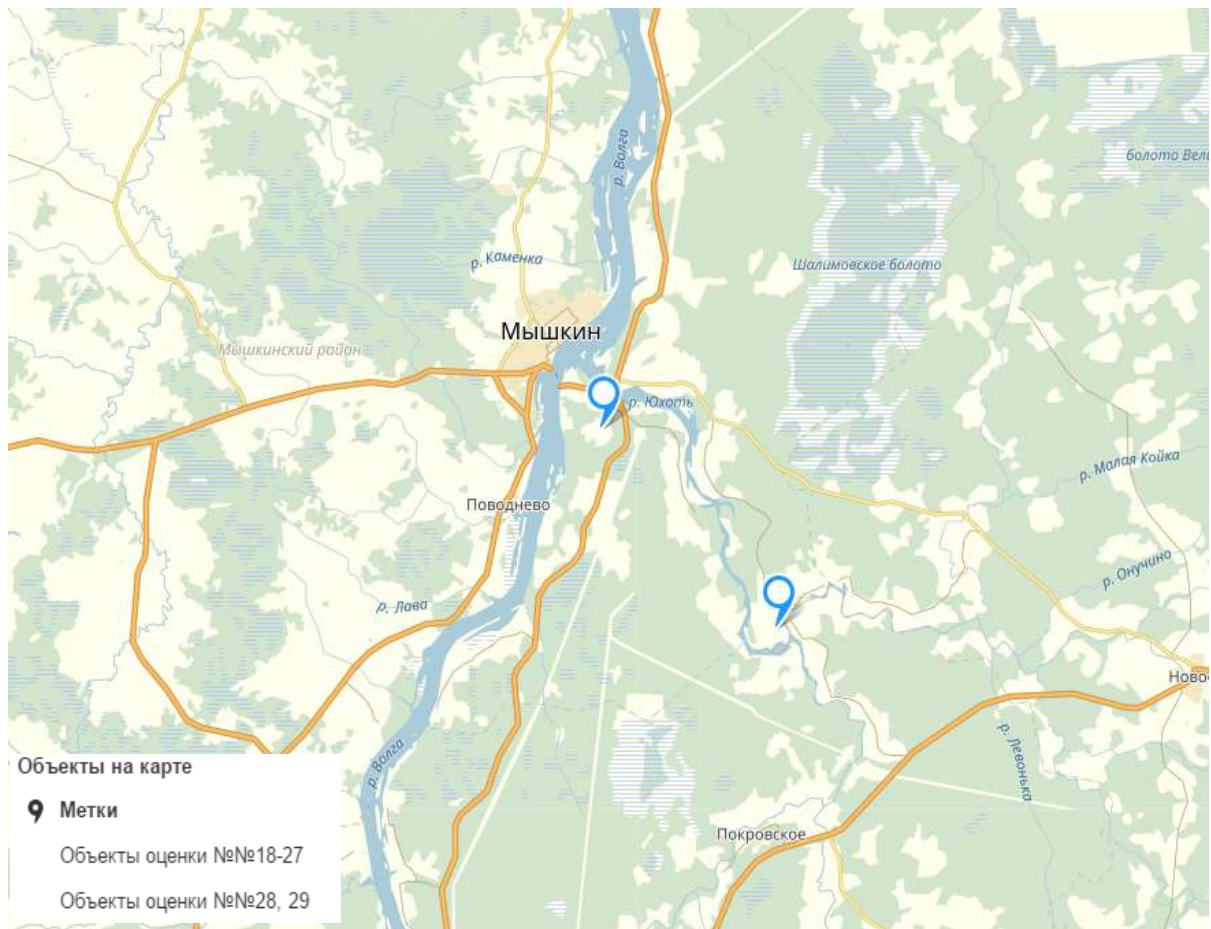 р. Волга
болото Вели
р. Каменка
Шалимовское болото
Мышкин
Мышкинский район
р. Юхоть
р. Малая Койка
Поводнево
р. Онучино
р. Лава
Ново
р. Волга
р. Левонька
Объекты на карте
Метки
Покровское
Объекты оценки №№18-27
Объекты оценки №№28, 29